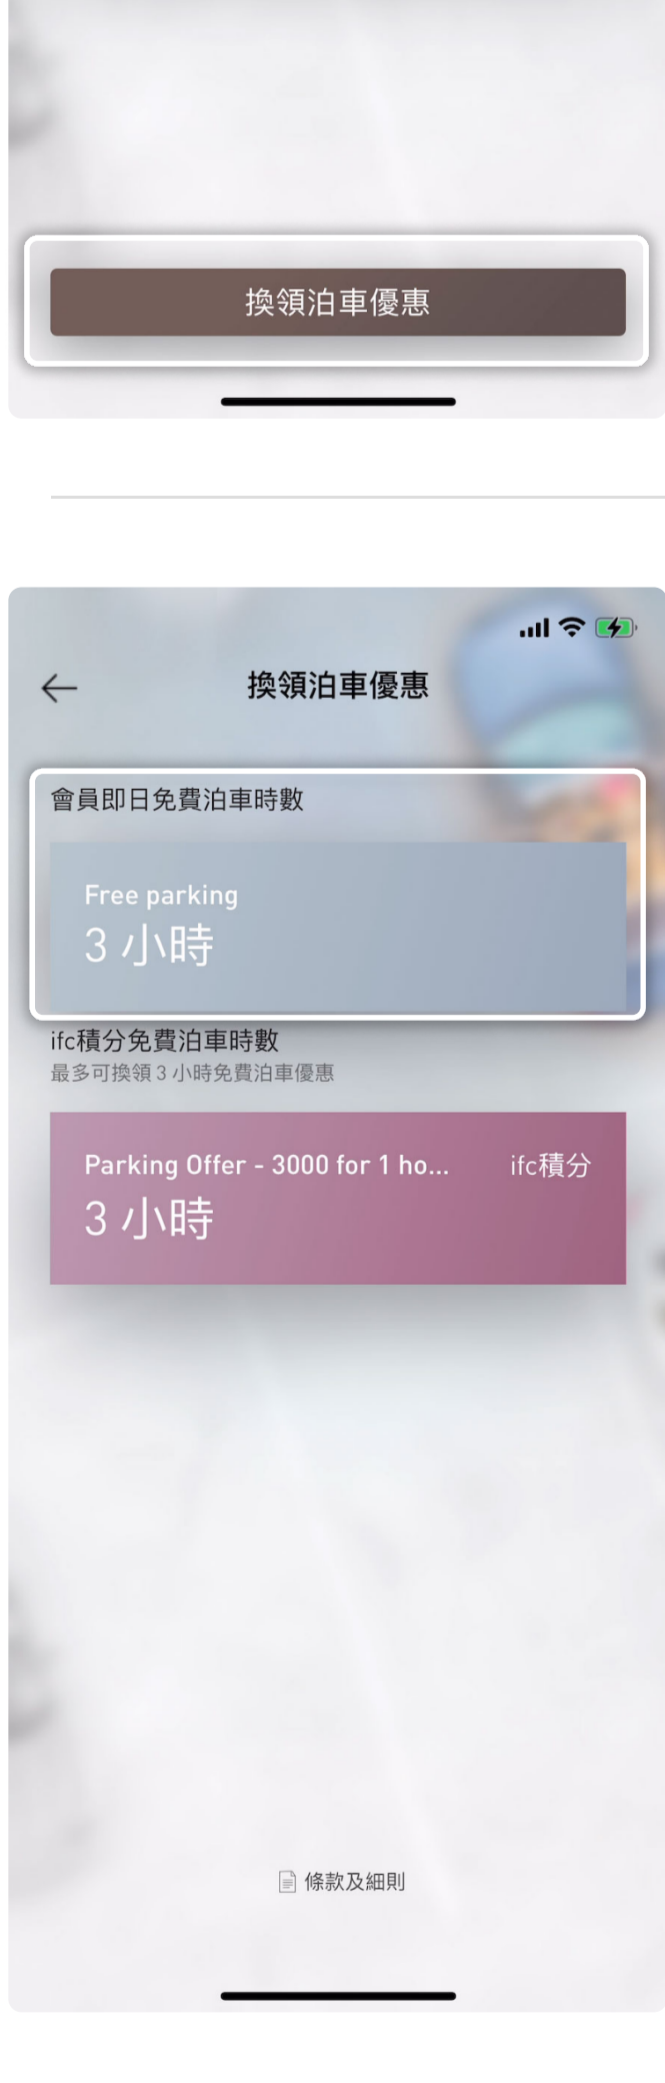 換領泊車優惠
換領泊車優惠
會員即日免費泊車時數
Free parking
3 小時
ifc積分免費泊車時數
最多可換領 3 小時免費泊車優惠
Parking Offer - 3000 for 1 ho... ifc積分
3 小時
條款及細則